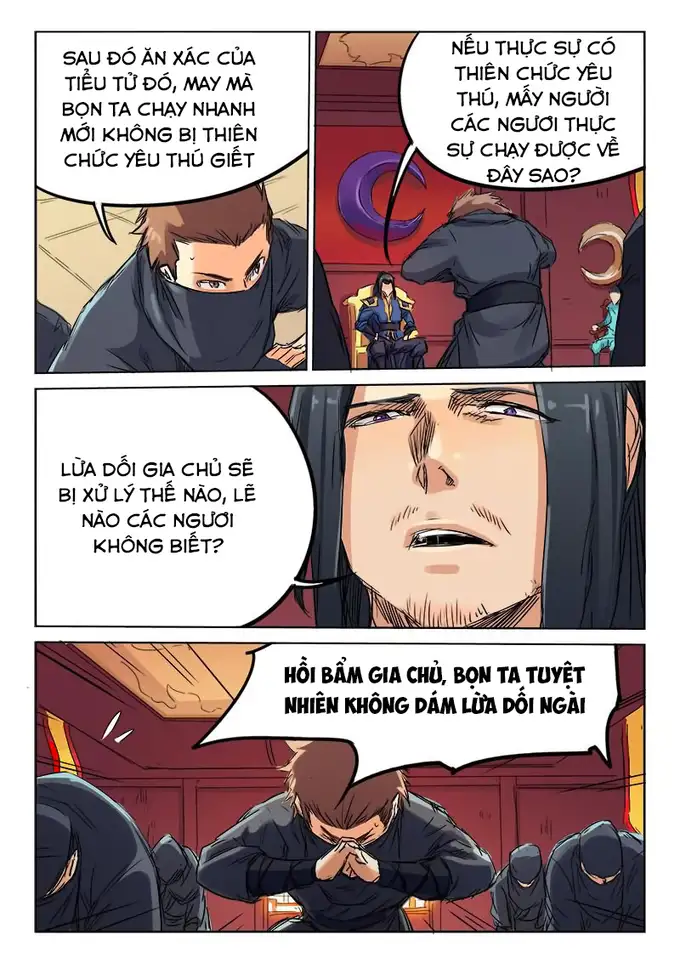 SAU ĐÓ ĂN XÁC CỦA
TIỂU TỬ ĐÓ, MAY MÀ
BỌN TA CHẠY NHANH
MỚI KHÔNG BỊ THIÊN
CHỨC YÊU THÚ GIẾT
NẾU THỰC SỰ CÓ
THIÊN CHỨC YÊU
THÚ, MẤY NGƯỜI
CÁC NGƯƠI THỰC
SỰ CHẠY ĐƯỢC VỀ
ĐÂY SAO?
LỪA DỐI GIA CHỦ SẼ
BỊ XỬ LÝ THẾ NÀO, LẼ
NÀO CÁC NGƯƠI
KHÔNG BIẾT?
HỒI BẨM GIA CHỦ, BỌN TA TUYỆT
NHIÊN KHÔNG DÁM LỪA DỐI NGÀI